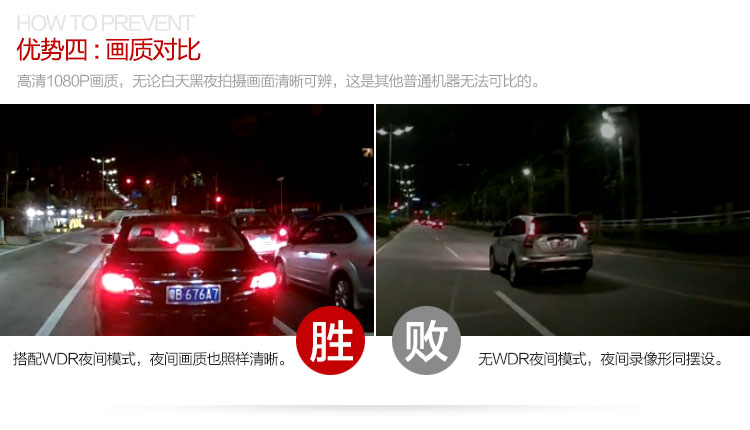 HOW TO PREVENT
优势四：画质对比
高清1080P画质，无论白天黑夜拍摄画面清晰可辨，这是其他普通机器无法可比的。
粤B 676A7
胜
败
搭配WDR夜间模式，夜间画质也照样清晰。
无WDR夜间模式，夜间录像形同摆设。